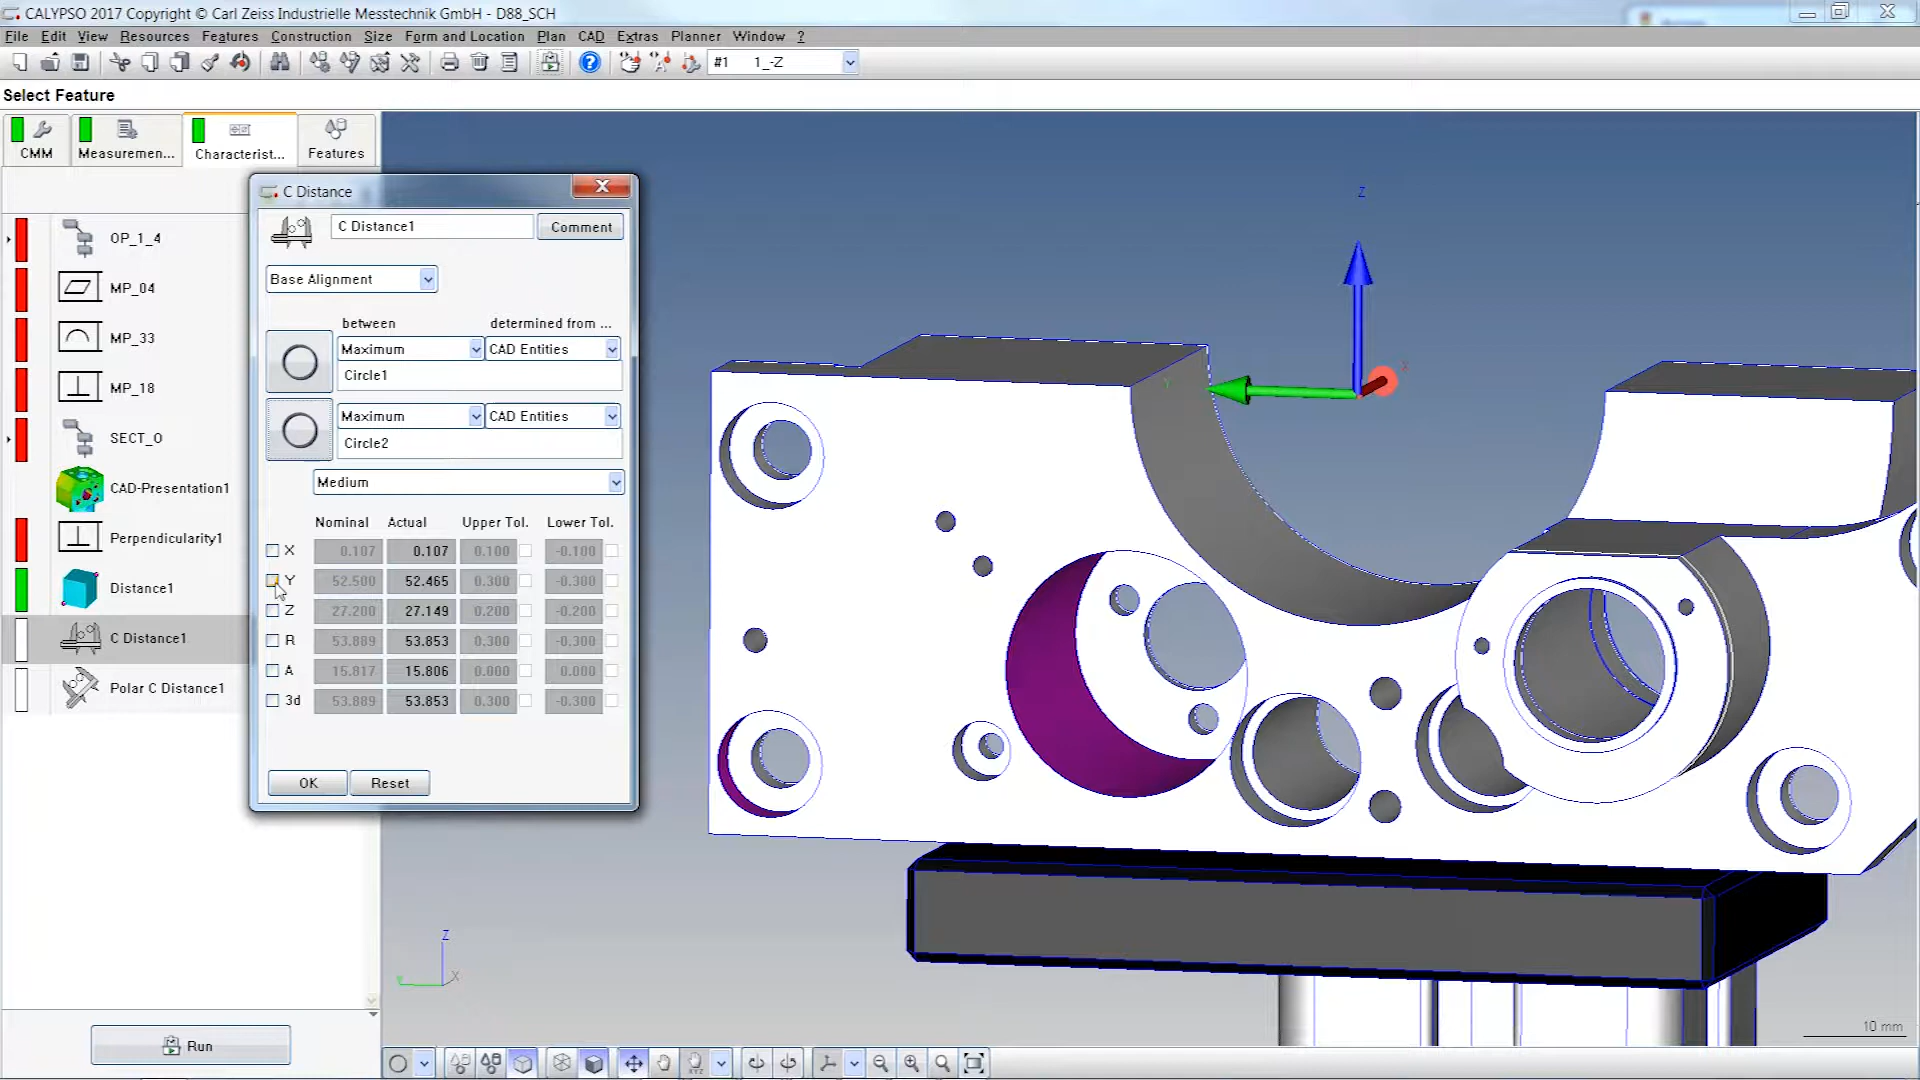 CALYPSO 2017 Copyright © Carl Zeiss Industrielle Messtechnik GmbH - D88_SCH
File Edit View Resources Features Construction Size Form and Location Plan CAD Extras Planner Window ?
#1 1_-Z
Select Feature
CMM Measuremen... Characterist... Features
OP_1_4
MP_04
MP_33
MP_18
SECT_O
CAD-Presentation1
Perpendicularity1
Distance1
C Distance1
Polar C Distance1
Run
C Distance
C Distance1 Comment
Base Alignment
between determined from ...
Maximum CAD Entities
Circle1
Maximum CAD Entities
Circle2
Medium
Nominal Actual Upper Tol. Lower Tol.
X 0.107 0.107 0.100 -0.100
Y 52.500 52.465 0.300 -0.300
Z 27.200 27.149 0.200 -0.200
R 53.889 53.853 0.300 -0.300
A 15.817 15.806 0.000 0.000
3d 53.889 53.853 0.300 -0.300
OK Reset
Z
Y
X
Z
X
10 mm
XYZ